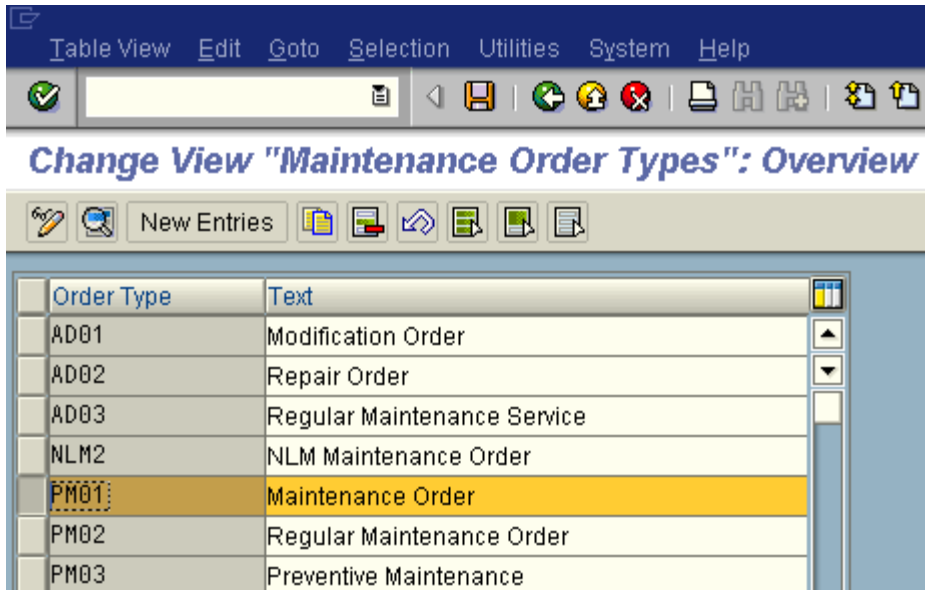 Table View Edit Goto Selection Utilities System Help
Change View "Maintenance Order Types": Overview
New Entries
Order Type Text
AD01 Modification Order
AD02 Repair Order
AD03 Regular Maintenance Service
NLM2 NLM Maintenance Order
PM01 Maintenance Order
PM02 Regular Maintenance Order
PM03 Preventive Maintenance